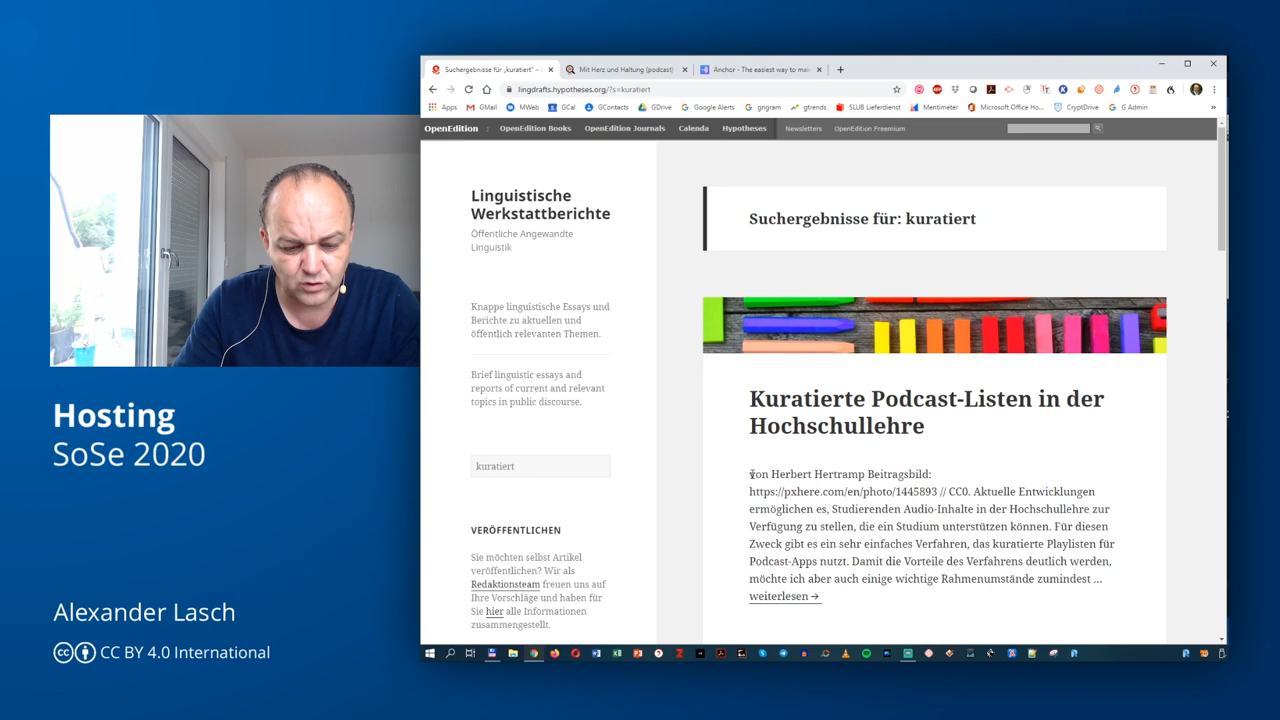 Suchergebnisse für „kuratiert“ –
Mit Herz und Haltung (podcast)
Anchor - The easiest way to ma
lingdrafts.hypotheses.org/?s=kuratiert
Apps
GMail
MWeb
GCal
GContacts
GDrive
Google Alerts
gngram
gtrends
SLUB Lieferdienst
Mentimeter
Microsoft Office Ho...
CryptDrive
G Admin
OpenEdition
OpenEdition Books
OpenEdition Journals
Calenda
Hypotheses
Newsletters
OpenEdition Freemium
Linguistische
Werkstattberichte
Öffentliche Angewandte
Linguistik
Knappe linguistische Essays und
Berichte zu aktuellen und
öffentlich relevanten Themen.
Brief linguistic essays and
reports of current and relevant
topics in public discourse.
kuratiert
VERÖFFENTLICHEN
Sie möchten selbst Artikel
veröffentlichen? Wir als
Redaktionsteam freuen uns auf
Ihre Vorschläge und haben für
Sie hier alle Informationen
zusammengestellt.
Suchergebnisse für: kuratiert
Kuratierte Podcast-Listen in der
Hochschullehre
von Herbert Hertramp Beitragsbild:
https://pxhere.com/en/photo/1445893 // CC0. Aktuelle Entwicklungen
ermöglichen es, Studierenden Audio-Inhalte in der Hochschullehre zur
Verfügung zu stellen, die ein Studium unterstützen können. Für diesen
Zweck gibt es ein sehr einfaches Verfahren, das kuratierte Playlisten für
Podcast-Apps nutzt. Damit die Vorteile des Verfahrens deutlich werden,
möchte ich aber auch einige wichtige Rahmenumstände zumindest …
weiterlesen →
Hosting
SoSe 2020
Alexander Lasch
CC BY 4.0 International